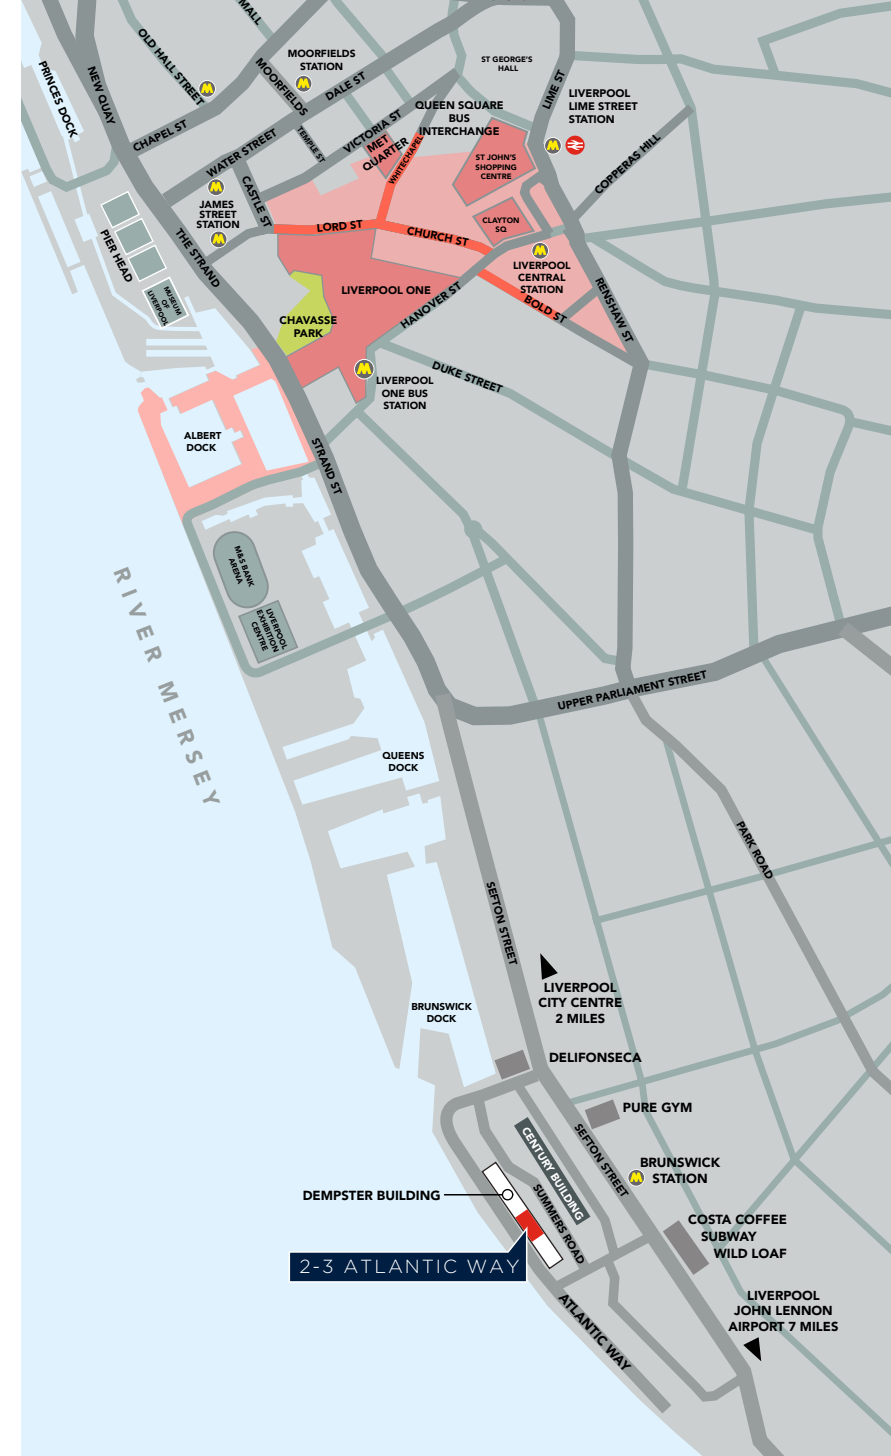 MALL
OLD HALL STREET
MOORFIELDS
STATION
ST GEORGE'S
HALL
PRINCES DOCK
NEW QUAY
MOORFIELDS
DALE ST
LIME ST
LIVERPOOL
LIME STREET
STATION
CHAPEL ST
WATER STREET
TEMPLE ST
VICTORIA ST
QUEEN SQUARE
BUS
INTERCHANGE
MET
QUARTER
WHITECHAPEL
ST JOHN'S
SHOPPING
CENTRE
COPPERAS HILL
CASTLE ST
JAMES
STREET
STATION
CLAYTON
SQ
LORD ST
CHURCH ST
PIER HEAD
THE STRAND
LIVERPOOL
CENTRAL
STATION
MUSEUM
OF
LIVERPOOL
LIVERPOOL ONE
HANOVER ST
BOLD ST
RENSHAW ST
CHAVASSE
PARK
DUKE STREET
LIVERPOOL
ONE BUS
STATION
ALBERT
DOCK
STRAND ST
M&S BANK
ARENA
LIVERPOOL
EXHIBITION
CENTRE
RIVER MERSEY
UPPER PARLIAMENT STREET
QUEENS
DOCK
PARK ROAD
SEFTON STREET
LIVERPOOL
CITY CENTRE
2 MILES
BRUNSWICK
DOCK
DELIFONSECA
PURE GYM
CENTURY BUILDING
SEFTON STREET
BRUNSWICK
STATION
DEMPSTER BUILDING
SUMMERS ROAD
COSTA COFFEE
SUBWAY
WILD LOAF
2-3 ATLANTIC WAY
LIVERPOOL
JOHN LENNON
AIRPORT 7 MILES
ATLANTIC WAY